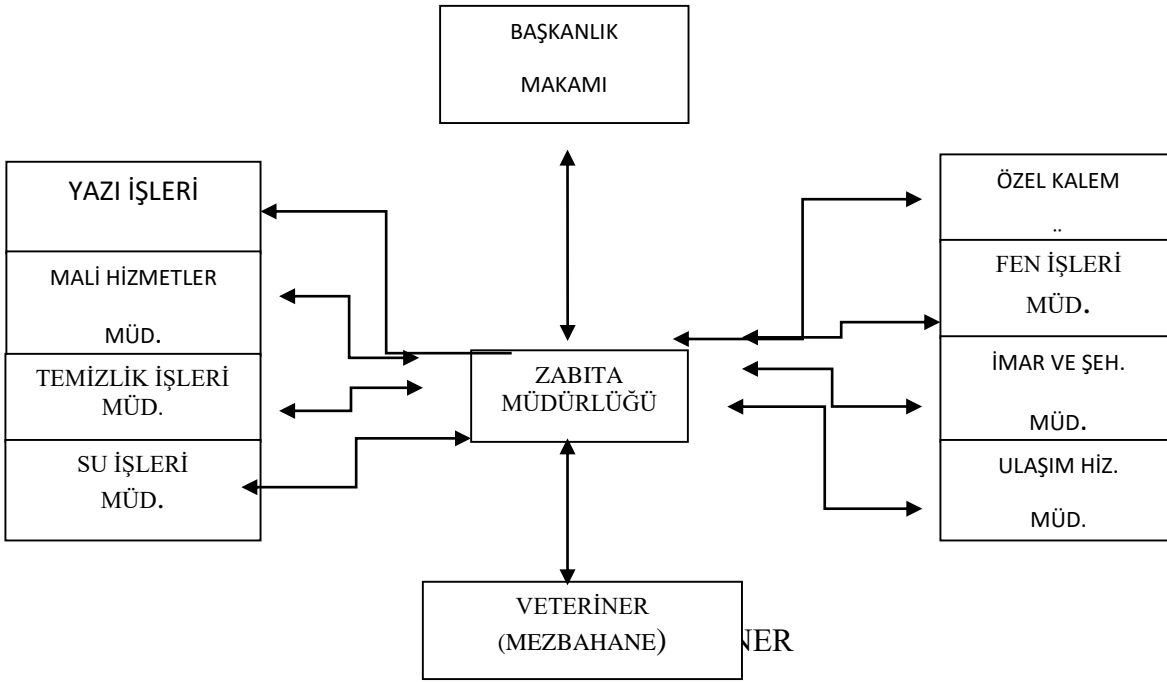 BAŞKANLIK
MAKAMI
YAZI İŞLERİ
MALİ HİZMETLER
MÜD.
TEMİZLİK İŞLERİ
MÜD.
SU İŞLERİ
MÜD.
ZABITA
MÜDÜRLÜĞÜ
ÖZEL KALEM
..
FEN İŞLERİ
MÜD.
İMAR VE ŞEH.
MÜD.
ULAŞIM HİZ.
MÜD.
VETERİNER
(MEZBAHANE)
NER